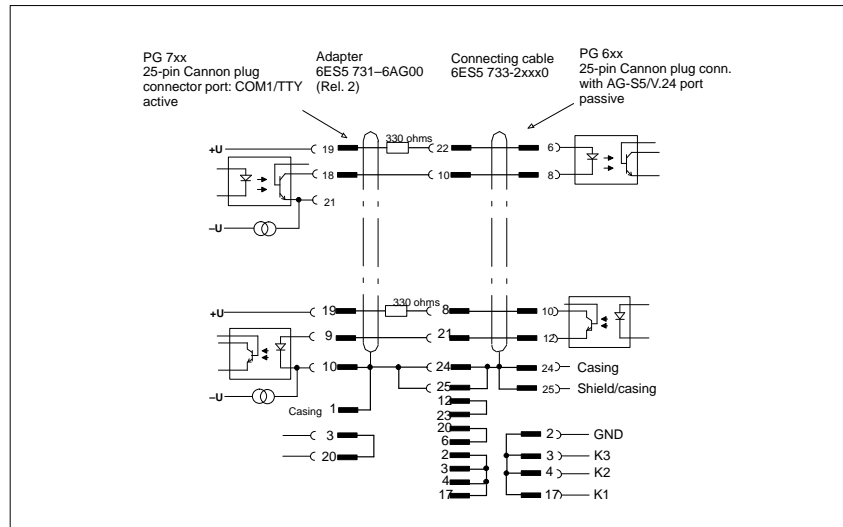 PG 7xx
25-pin Cannon plug
connector port: COM1/TTY
active
Adapter
6ES5 731–6AG00
(Rel. 2)
Connecting cable
6ES5 733-2xxx0
PG 6xx
25-pin Cannon plug conn.
with AG-S5/V.24 port
passive
+U 19 330 ohms 22 6
18 10 8
21
–U
+U 19 330 ohms 8 10
9 21 12
10 24 24 Casing
25 25 Shield/casing
Casing 1 12
23
3 20 2 GND
20 6
2 3 K3
3 4 K2
4
17 17 K1